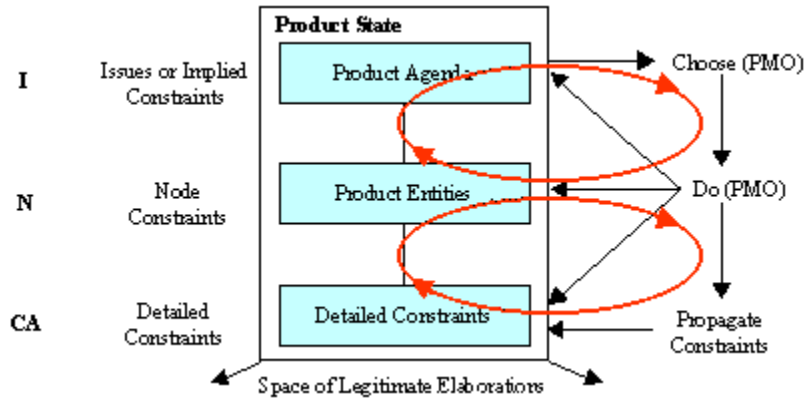 Product State
I
Issues or Implied
Constraints
Product Agenda
Choose (PMO)
N
Node
Constraints
Product Entities
Do (PMO)
CA
Detailed
Constraints
Detailed Constraints
Propagate
Constraints
Space of Legitimate Elaborations